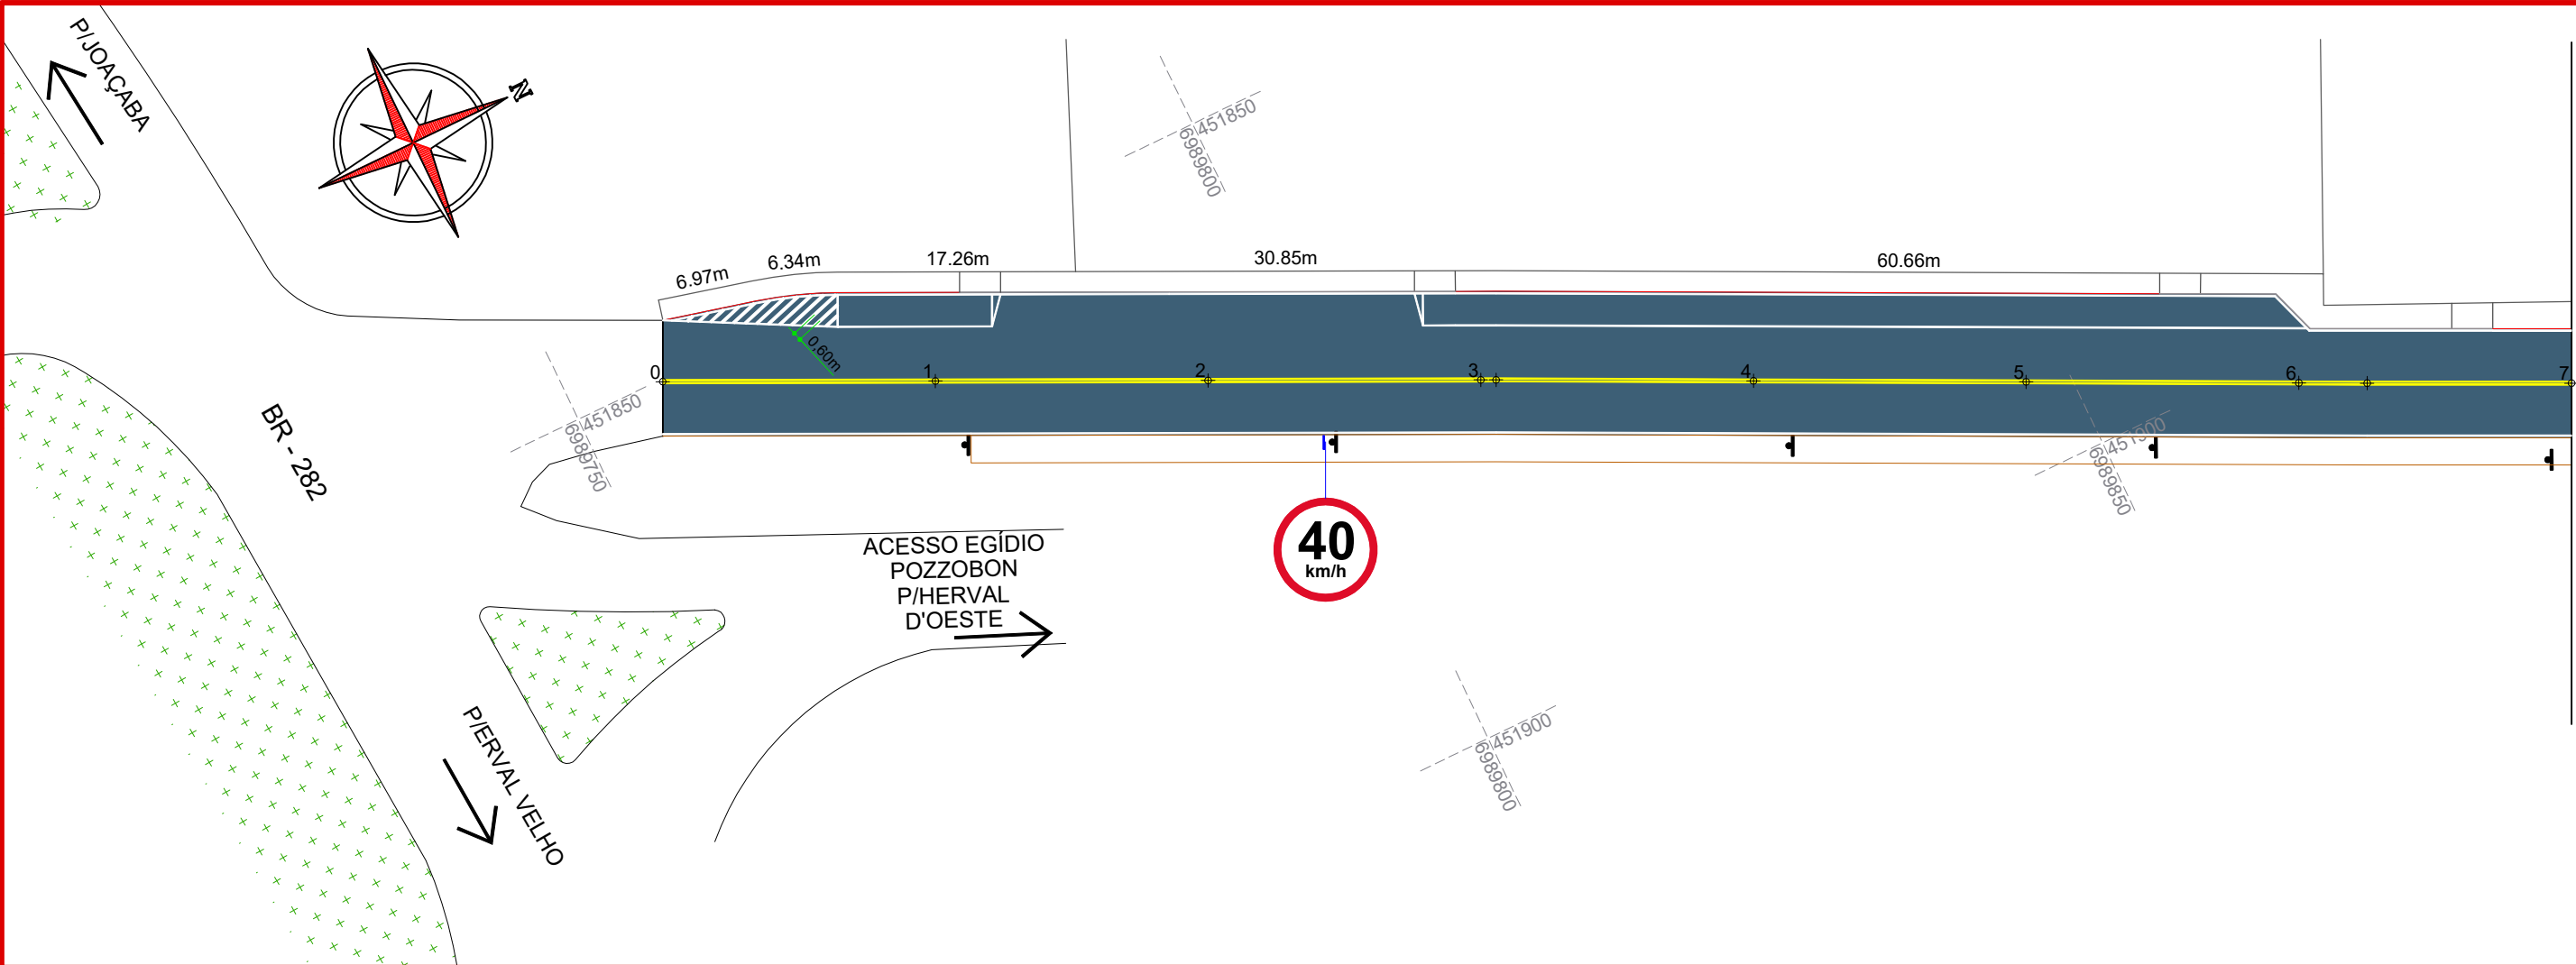 P/JOAÇABA
N
451850
6989800
6.97m
6.34m
17.26m
30.85m
60.66m
0,60m
0
1
2
3
4
5
6
7
BR - 282
451850
6989750
451900
6989850
40
km/h
ACESSO EGÍDIO
POZZOBON
P/HERVAL
D'OESTE
P/ERVAL VELHO
451900
6989800